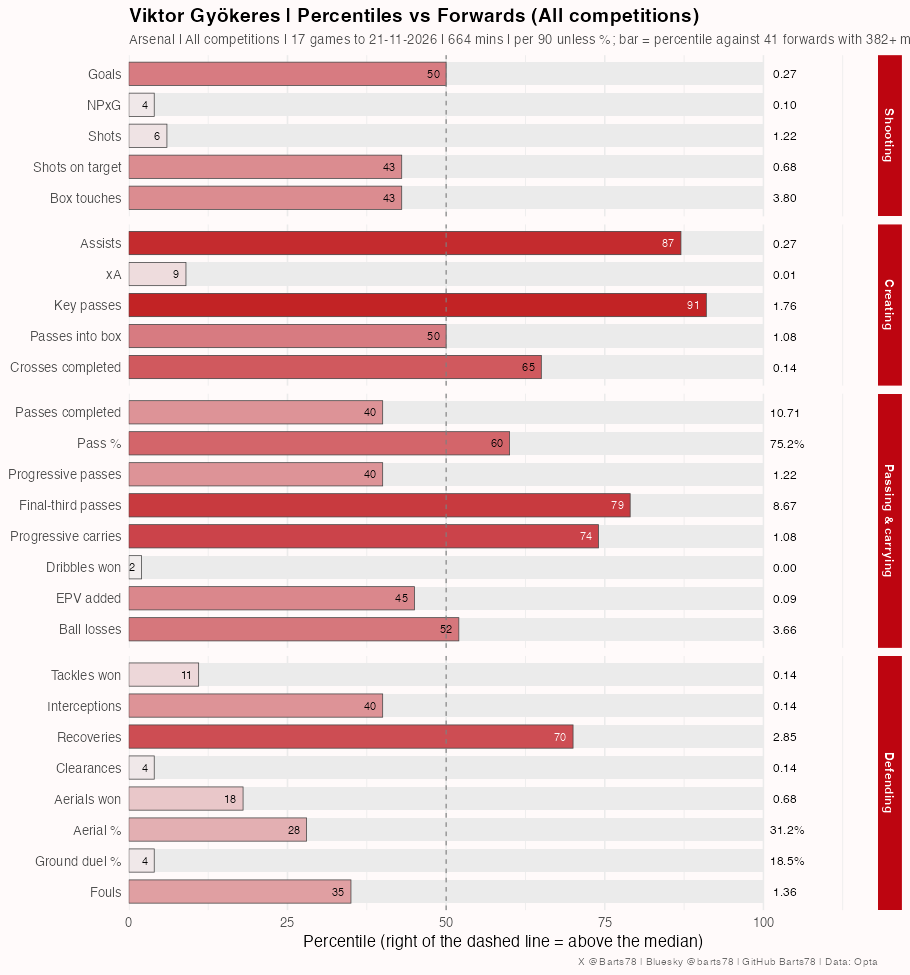 Viktor Gyökeres | Percentiles vs Forwards (All competitions)
Arsenal | All competitions | 17 games to 21-11-2026 | 664 mins | per 90 unless %; bar = percentile against 41 forwards with 382+ m
Shooting
Goals 50 0.27
NPxG 4 0.10
Shots 6 1.22
Shots on target 43 0.68
Box touches 43 3.80
Creating
Assists 87 0.27
xA 9 0.01
Key passes 91 1.76
Passes into box 50 1.08
Crosses completed 65 0.14
Passing & carrying
Passes completed 40 10.71
Pass % 60 75.2%
Progressive passes 40 1.22
Final-third passes 79 8.67
Progressive carries 74 1.08
Dribbles won 2 0.00
EPV added 45 0.09
Ball losses 52 3.66
Defending
Tackles won 11 0.14
Interceptions 40 0.14
Recoveries 70 2.85
Clearances 4 0.14
Aerials won 18 0.68
Aerial % 28 31.2%
Ground duel % 4 18.5%
Fouls 35 1.36
0 25 50 75 100
Percentile (right of the dashed line = above the median)
X @Barts78 | Bluesky @barts78 | GitHub Barts78 | Data: Opta